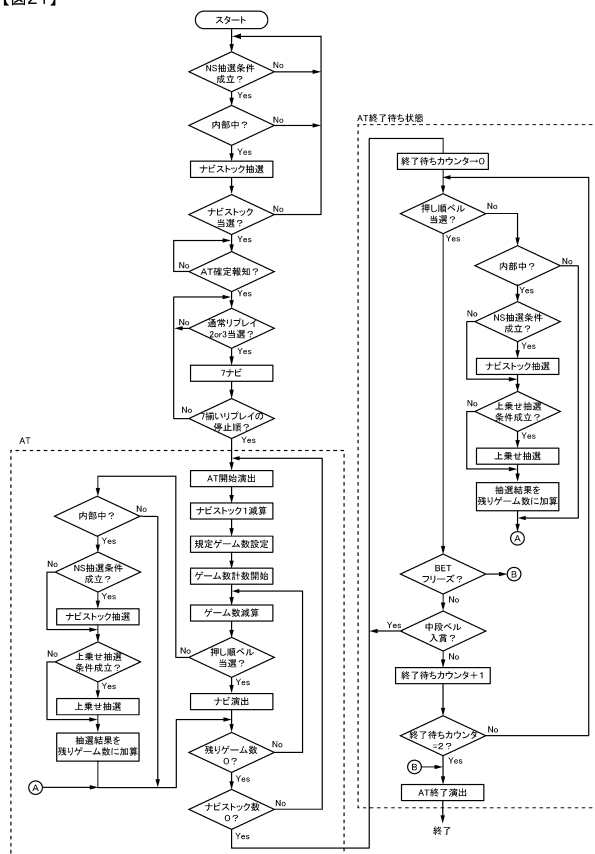 【図21】
スタート
NS抽選条件
成立？
No
Yes
内部中？
No
Yes
ナビストック抽選
ナビストック
当選？
No
Yes
AT確定報知？
No
Yes
通常リプレイ
2or3当選？
No
Yes
7ナビ
7揃いリプレイの
停止順？
No
Yes
AT
AT開始演出
ナビストック1減算
規定ゲーム数設定
ゲーム数計数開始
ゲーム数減算
押し順ベル
当選？
No
Yes
ナビ演出
残りゲーム数
0？
No
Yes
ナビストック数
0？
No
Yes
内部中？
No
Yes
NS抽選条件
成立？
No
Yes
ナビストック抽選
上乗せ抽選
条件成立？
No
Yes
上乗せ抽選
抽選結果を
残りゲーム数に加算
A
AT終了待ち状態
終了待ちカウンター→0
押し順ベル
当選？
No
Yes
内部中？
No
Yes
NS抽選条件
成立？
No
Yes
ナビストック抽選
上乗せ抽選
条件成立？
No
Yes
上乗せ抽選
抽選結果を
残りゲーム数に加算
A
BET
フリーズ？
B
No
中段ベル
入賞？
Yes
No
終了待ちカウンタ＋1
終了待ちカウンタ
=2？
No
Yes
B
AT終了演出
終了